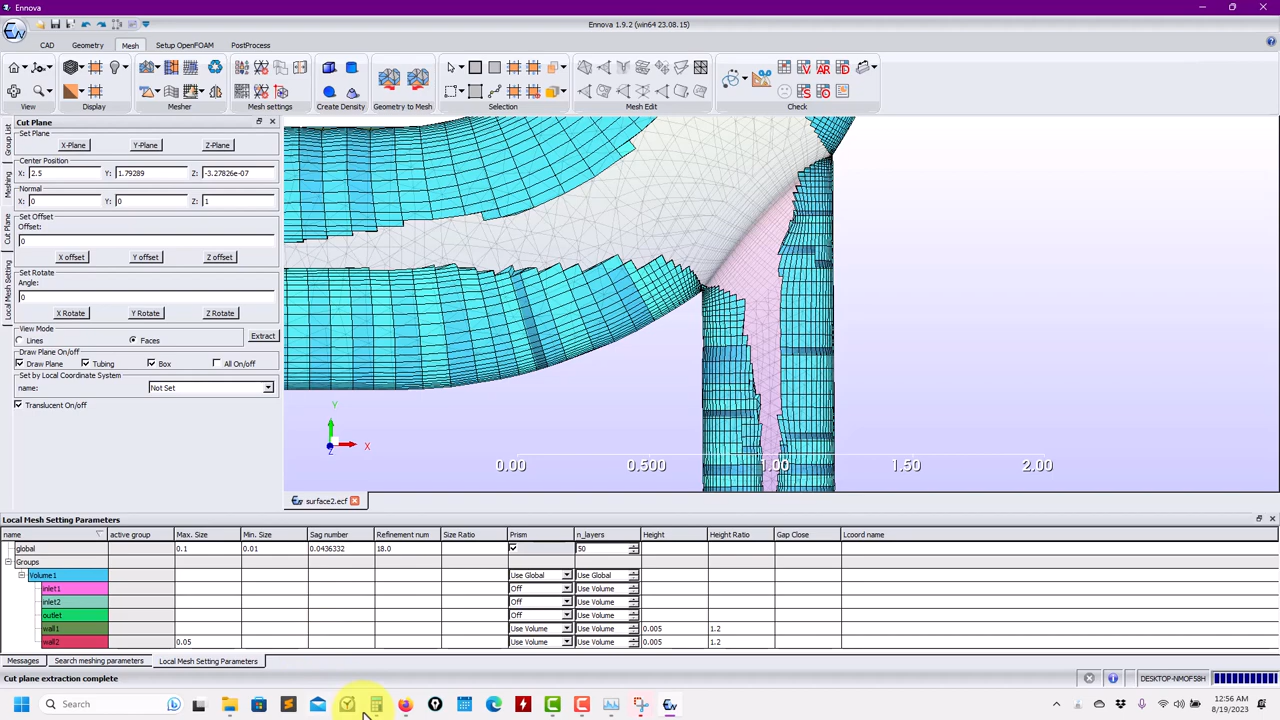 Ennova
Ennova 1.9.2 (win64 23.08.15)
CAD Geometry Mesh Setup OpenFOAM PostProcess
View Display Mesher Mesh settings Create Density Geometry to Mesh Selection Mesh Edit Check
Cut Plane
Set Plane
X-Plane Y-Plane Z-Plane
Center Position
X: 2.5 Y: 1.79289 Z: -3.27826e-07
Normal
X: 0 Y: 0 Z: 1
Set Offset
Offset:
0
X offset Y offset Z offset
Set Rotate
Angle:
0
X Rotate Y Rotate Z Rotate
View Mode
Lines Faces Extract
Draw Plane On/off
Draw Plane Tubing Box All On/off
Set by Local Coordinate System
name: Not Set
Translucent On/off
Group List
Meshing
Cut Plane
Local Mesh Setting
Y
X
Z
0.00 0.500 1.00 1.50 2.00
surface2.ecf
Local Mesh Setting Parameters
name active group Max. Size Min. Size Sag number Refinement num Size Ratio Prism n_layers Height Height Ratio Gap Close Lcoord name
global 0.1 0.01 0.0436332 18.0 50
Groups
Volume1 Use Global Use Global
inlet1 Off Use Volume
inlet2 Off Use Volume
outlet Off Use Volume
wall1 Use Volume Use Volume 0.005 1.2
wall2 0.05 Use Volume Use Volume 0.005 1.2
Messages Search meshing parameters Local Mesh Setting Parameters
Cut plane extraction complete DESKTOP-NMOF58H
Search
12:56 AM
8/19/2023